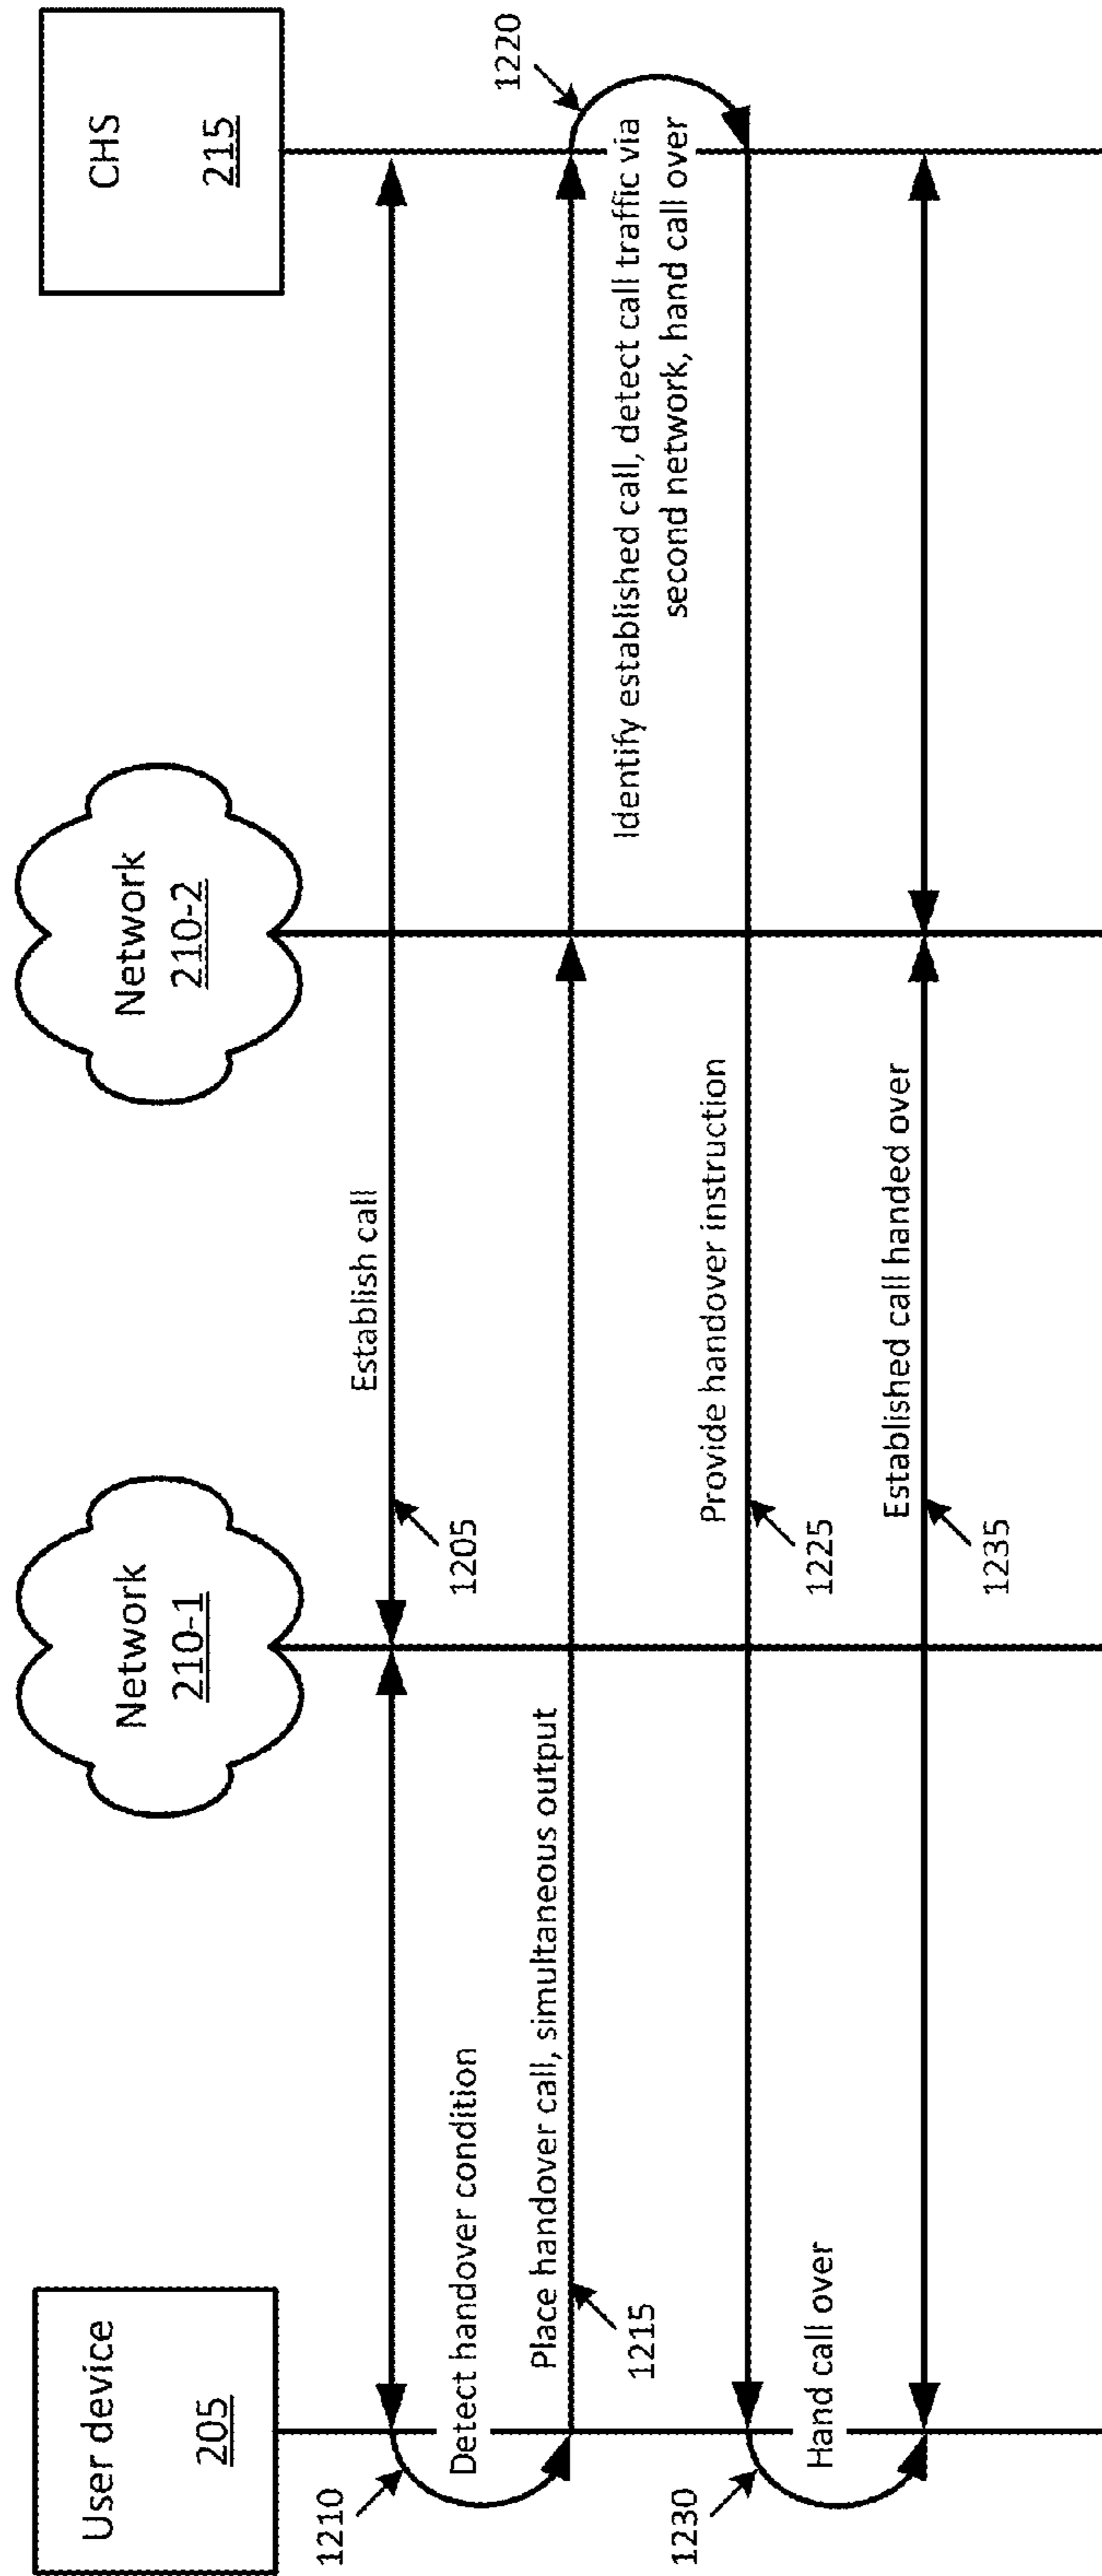 User device
205
Network
210-1
Network
210-2
CHS
215
Establish call
1205
1210
Detect handover condition
Place handover call, simultaneous output
1215
1220
Identify established call, detect call traffic via
second network, hand call over
Provide handover instruction
1225
1230
Hand call over
Established call handed over
1235